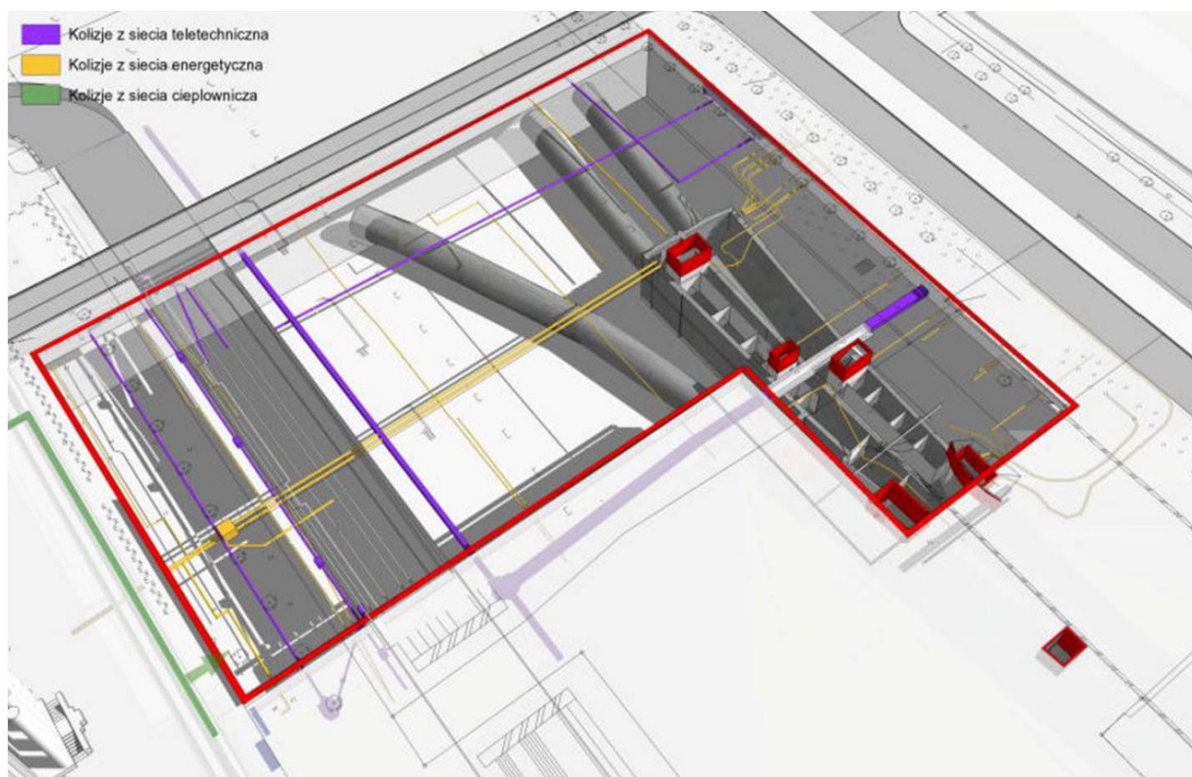 Kolizje z siecia teletechniczna
Kolizje z siecia energetyczna
Kolizje z siecia cieplownicza